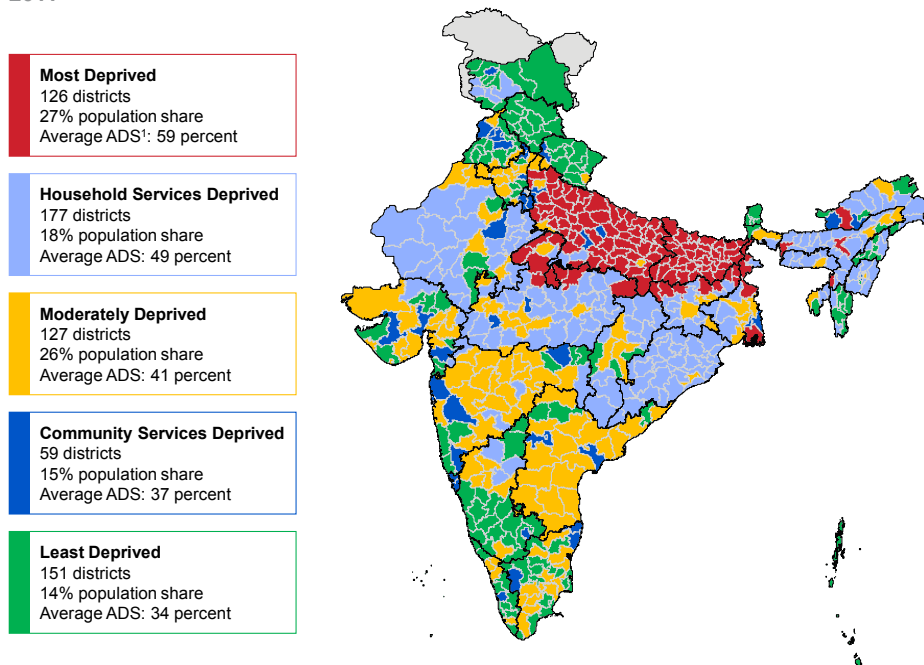 Most Deprived
126 districts
27% population share
Average ADS¹: 59 percent
Household Services Deprived
177 districts
18% population share
Average ADS: 49 percent
Moderately Deprived
127 districts
26% population share
Average ADS: 41 percent
Community Services Deprived
59 districts
15% population share
Average ADS: 37 percent
Least Deprived
151 districts
14% population share
Average ADS: 34 percent